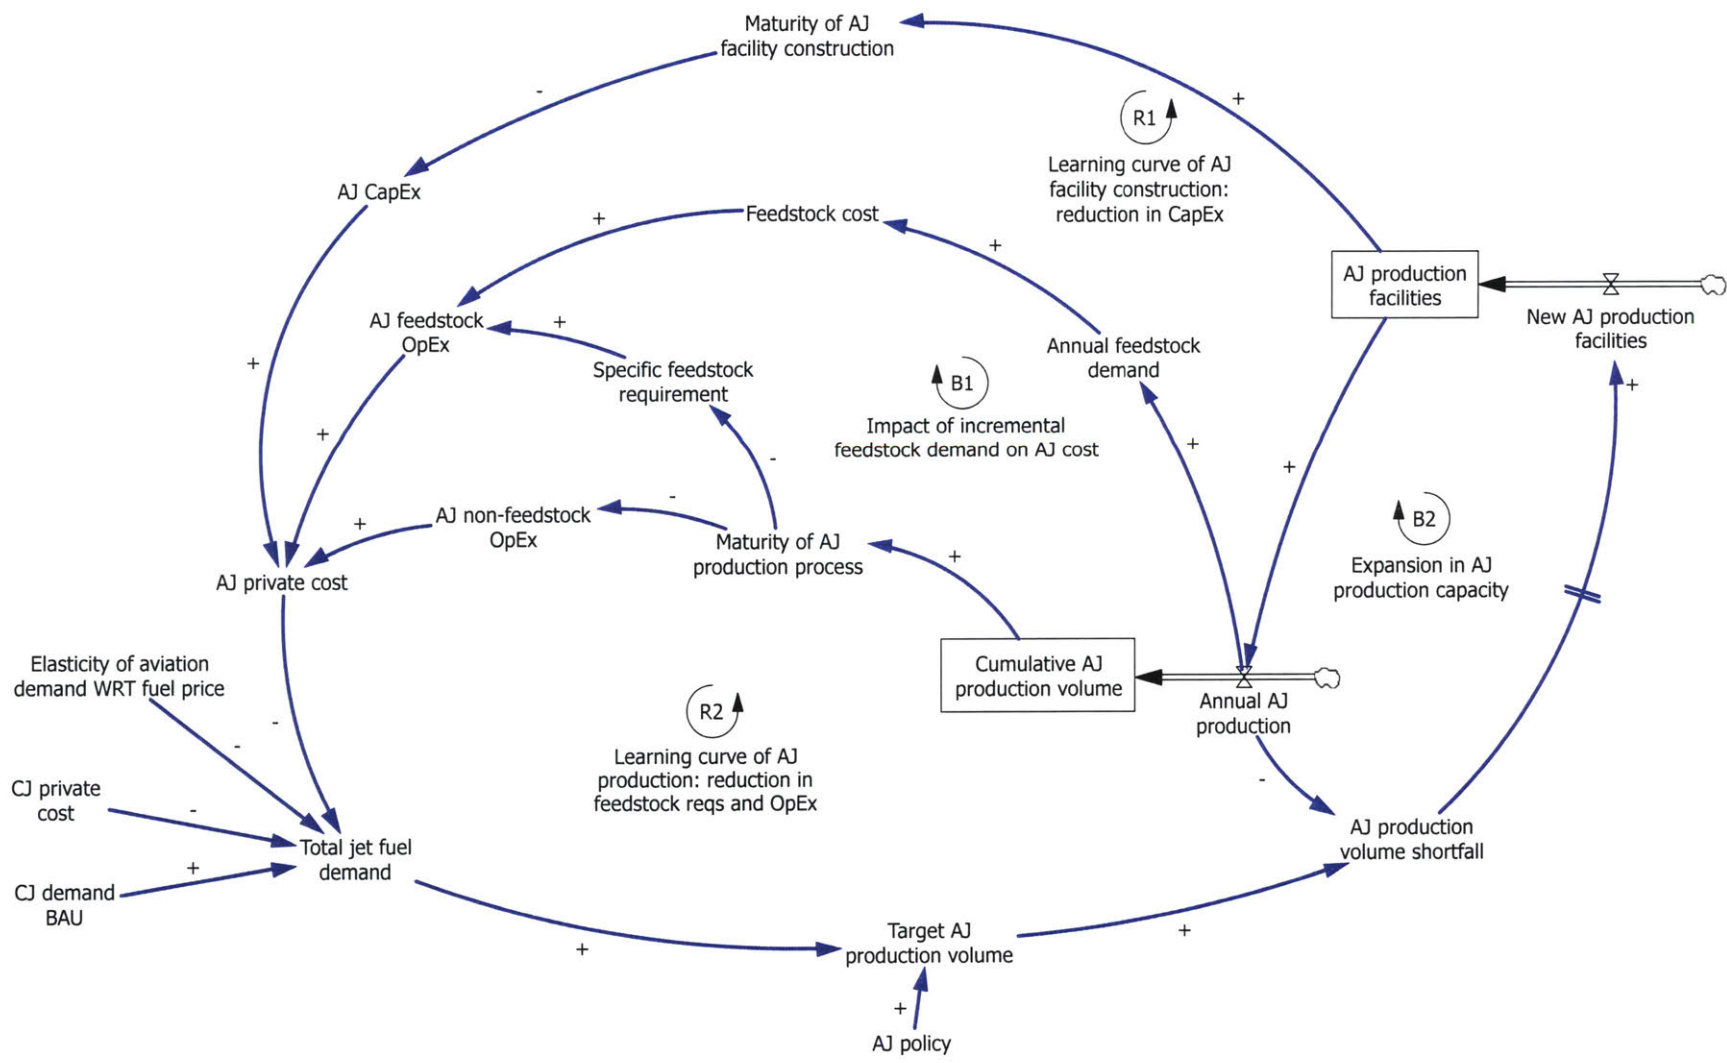 Maturity of AJ
facility construction
-
+
R1
Learning curve of AJ
facility construction:
reduction in CapEx
AJ CapEx
+
Feedstock cost
+
AJ production
facilities
New AJ production
facilities
+
AJ feedstock
OpEx
+
Specific feedstock
requirement
Annual feedstock
demand
+
B1
Impact of incremental
feedstock demand on AJ cost
+
-
+
+
-
AJ non-feedstock
OpEx
+
Maturity of AJ
production process
+
B2
Expansion in AJ
production capacity
AJ private cost
Elasticity of aviation
demand WRT fuel price
-
-
R2
Learning curve of AJ
production: reduction in
feedstock reqs and OpEx
Cumulative AJ
production volume
Annual AJ
production
-
CJ private
cost
-
Total jet fuel
demand
AJ production
volume shortfall
CJ demand
BAU
+
+
Target AJ
production volume
+
+
AJ policy